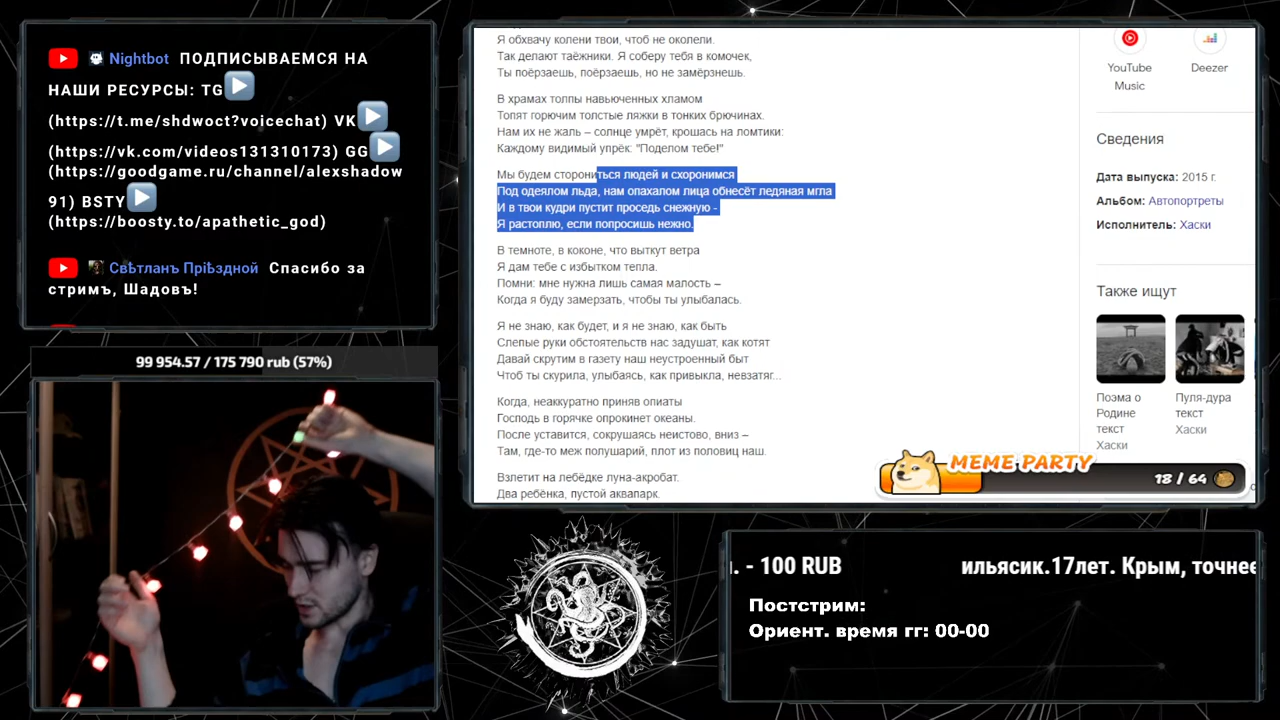 Nightbot ПОДПИСЫВАЕМСЯ НА
НАШИ РЕСУРСЫ: TG
(https://t.me/shdwoct?voicechat) VK
(https://vk.com/videos131310173) GG
(https://goodgame.ru/channel/alexshadow
91) BSTY
(https://boosty.to/apathetic_god)
Свѣтланъ Прiѣздной Спасибо за
стримъ, Шадовъ!
99 954.57 / 175 790 rub (57%)
Я обхвачу колени твои, чтоб не околели.
Так делают таёжники. Я соберу тебя в комочек,
Ты поёрзаешь, поёрзаешь, но не замёрзнешь.
В храмах толпы навьюченных хламом
Топят горючим толстые ляжки в тонких брючинах.
Нам их не жаль – солнце умрёт, крошась на ломтики:
Каждому видимый упрёк: "Поделом тебе!"
Мы будем сторониться людей и схоронимся
Под одеялом льда, нам опахалом лица обнесёт ледяная мгла
И в твои кудри пустит проседь снежную -
Я растоплю, если попросишь нежно.
В темноте, в коконе, что выткут ветра
Я дам тебе с избытком тепла.
Помни: мне нужна лишь самая малость –
Когда я буду замерзать, чтобы ты улыбалась.
Я не знаю, как будет, и я не знаю, как быть
Слепые руки обстоятельств нас задушат, как котят
Давай скрутим в газету наш неустроенный быт
Чтоб ты скурила, улыбаясь, как привыкла, невзатяг...
Когда, неаккуратно приняв опиаты
Господь в горячке опрокинет океаны.
После уставится, сокрушаясь неистово, вниз –
Там, где-то меж полушарий, плот из половиц наш.
Взлетит на лебёдке луна-акробат.
Два ребёнка, пустой аквапарк.
YouTube
Music
Deezer
Сведения
Дата выпуска: 2015 г.
Альбом: Автопортреты
Исполнитель: Хаски
Также ищут
Поэма о
Родине
текст
Хаски
Пуля-дура
текст
Хаски
MEME PARTY
18 / 64
. - 100 RUB
ильясик.17лет. Крым, точнее
Постстрим:
Ориент. время гг: 00-00